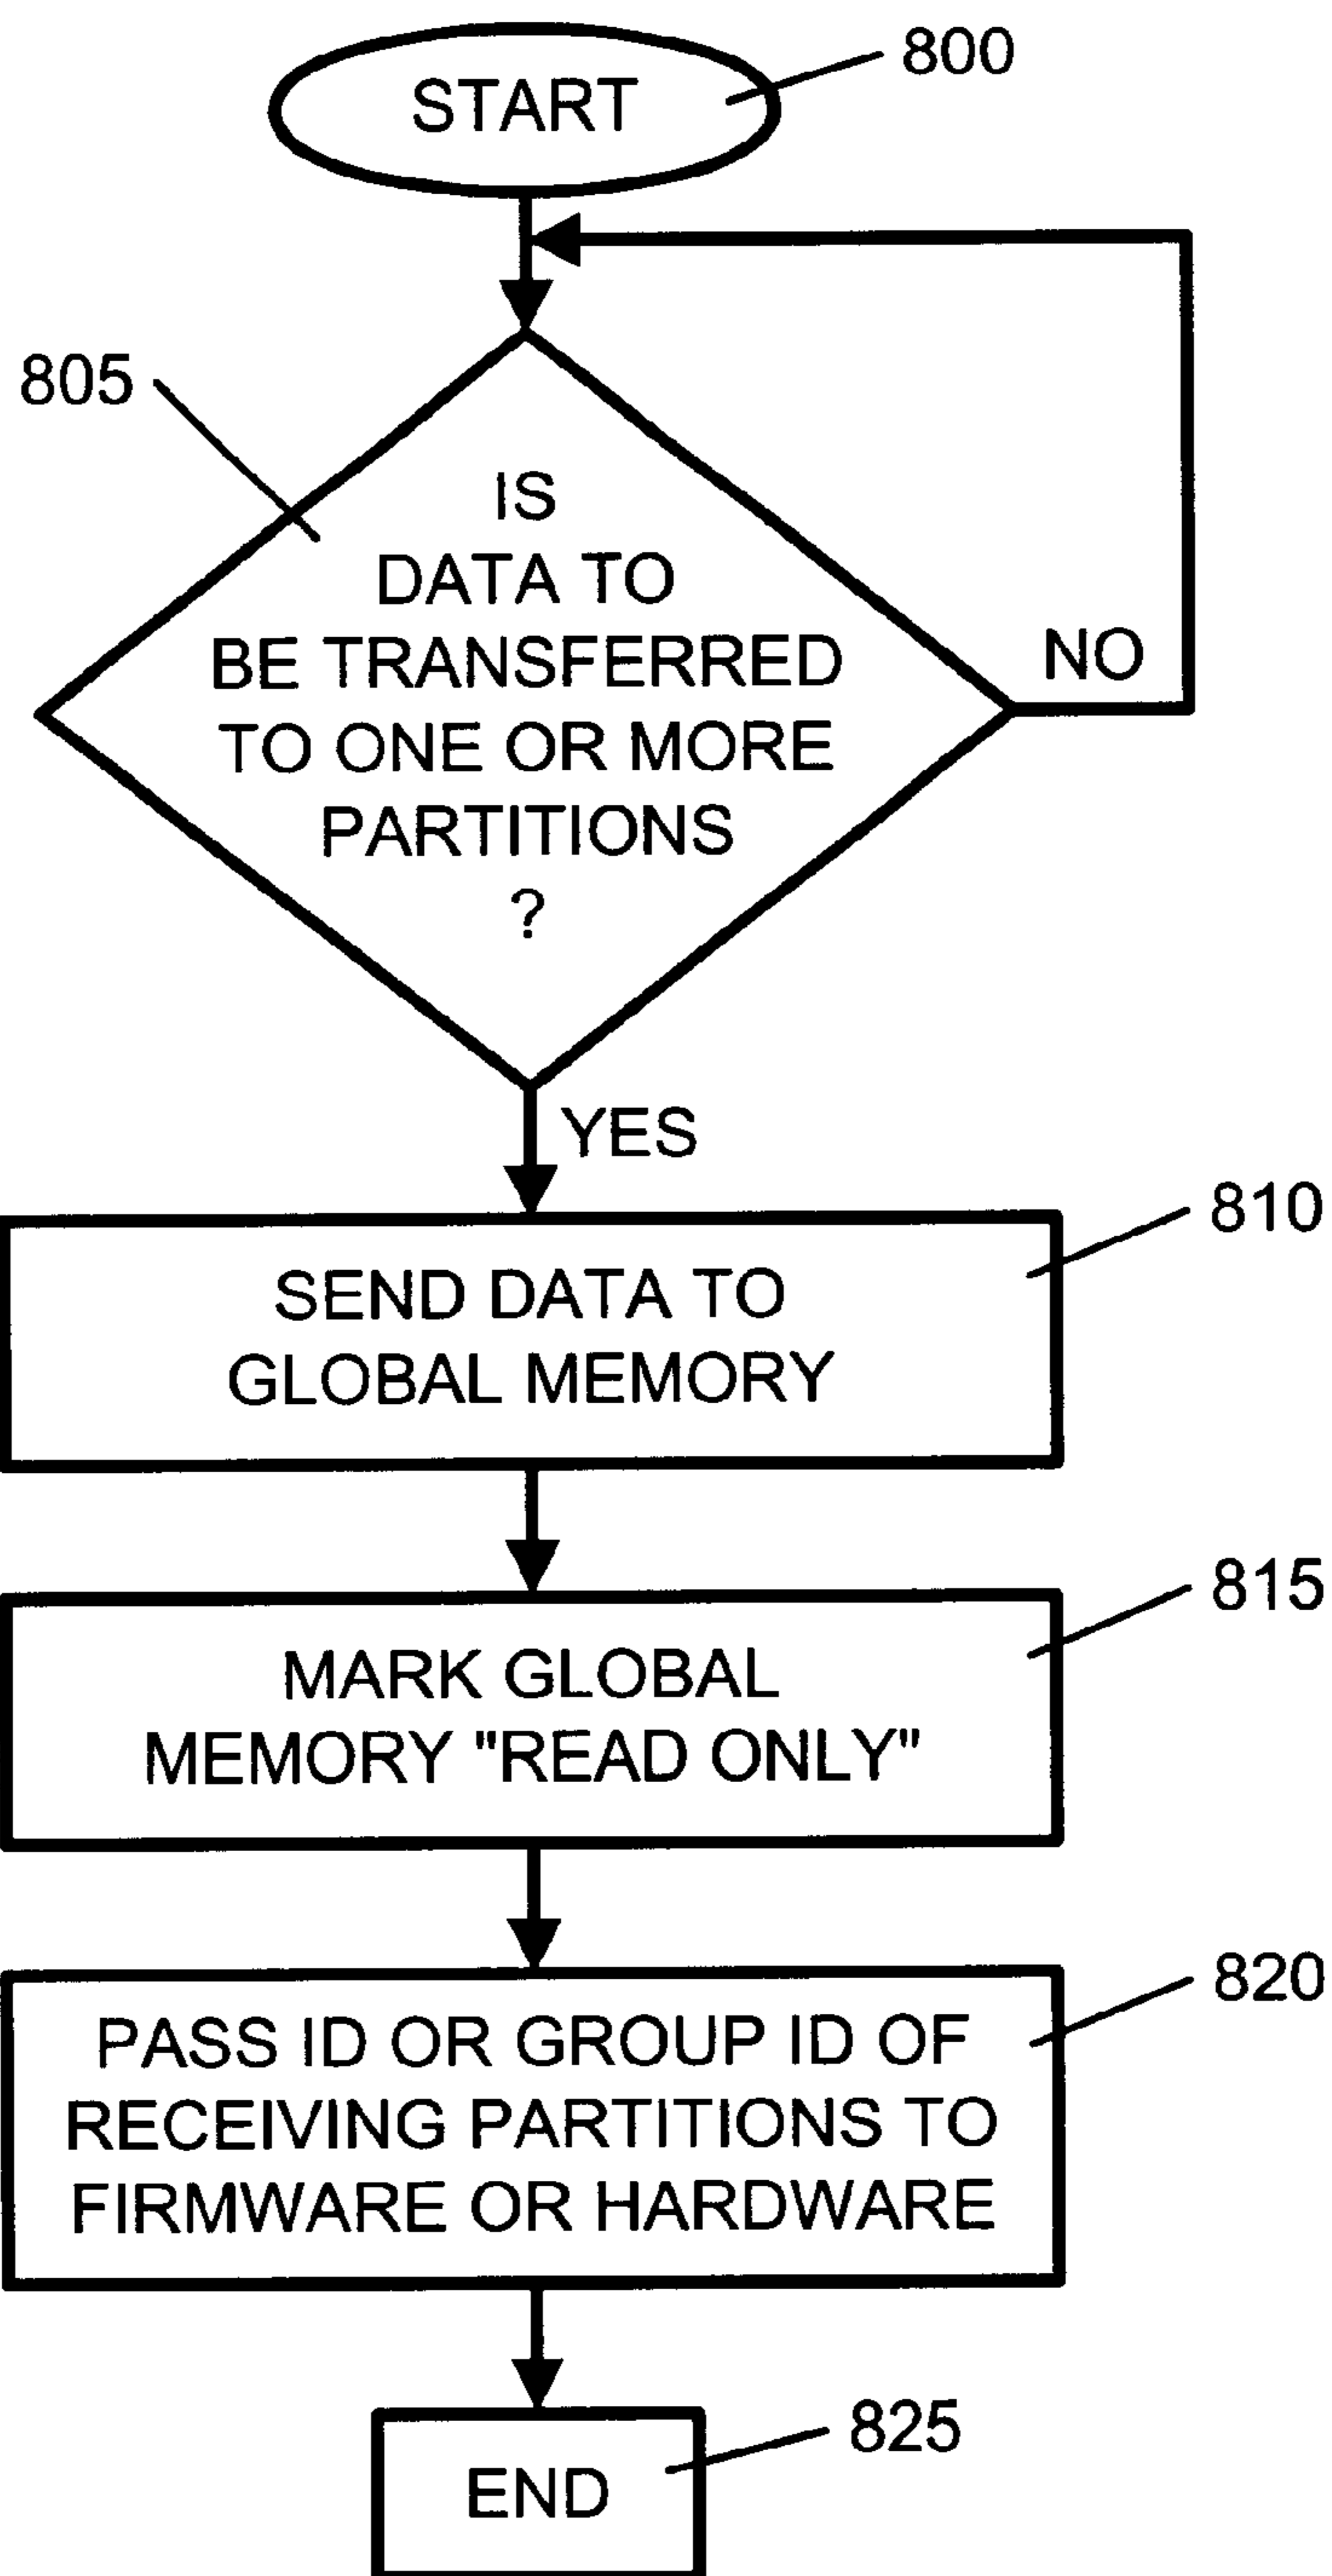 START
800
805
IS
DATA TO
BE TRANSFERRED
TO ONE OR MORE
PARTITIONS
?
NO
YES
810
SEND DATA TO
GLOBAL MEMORY
815
MARK GLOBAL
MEMORY "READ ONLY"
820
PASS ID OR GROUP ID OF
RECEIVING PARTITIONS TO
FIRMWARE OR HARDWARE
825
END